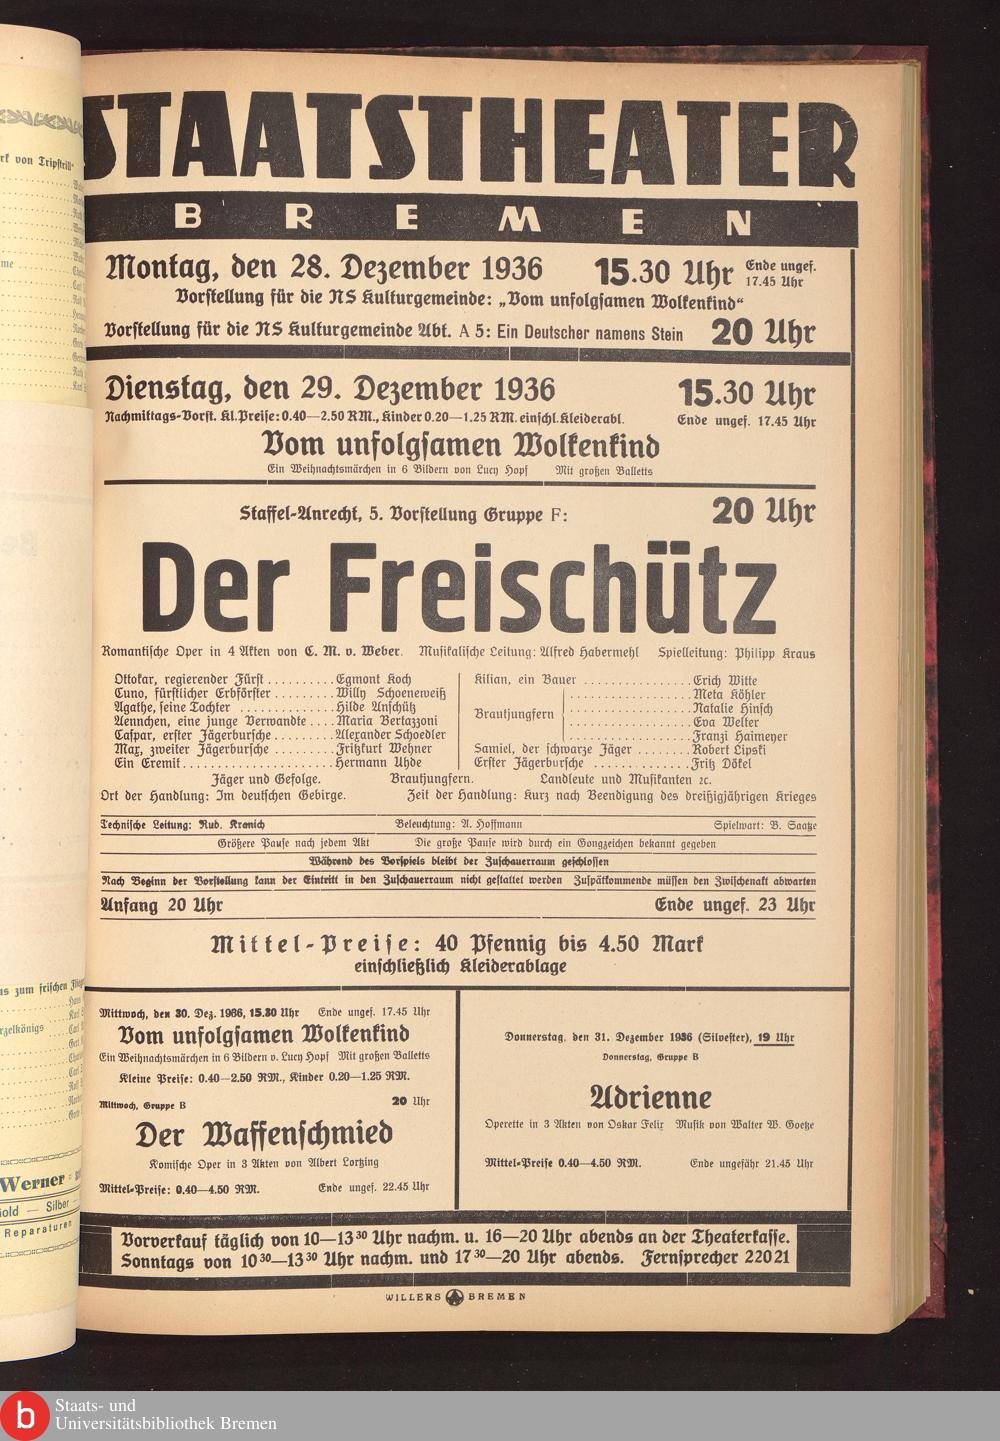 STAATSTHEATER
BREMEN
Montag, den 28. Dezember 1936 15.30 Uhr Ende ungef. 17.45 Uhr
Vorstellung für die NS Kulturgemeinde: „Vom unfolgsamen Wolkenkind“
Vorstellung für die NS Kulturgemeinde Abt. A 5: Ein Deutscher namens Stein 20 Uhr
Dienstag, den 29. Dezember 1936 15.30 Uhr
Nachmittags-Vorst. Kl. Preise: 0.40—2.50 RM., Kinder 0.20—1.25 RM. einschl. Kleiderabl. Ende ungef. 17.45 Uhr
Vom unfolgsamen Wolkenkind
Ein Weihnachtsmärchen in 6 Bildern von Lucy Hopf Mit großen Balletts
Staffel-Anrecht, 5. Vorstellung Gruppe F: 20 Uhr
Der Freischütz
Romantische Oper in 4 Akten von C. M. v. Weber. Musikalische Leitung: Alfred Habermehl Spielleitung: Philipp Kraus
Ottokar, regierender Fürst .......... Egmont Koch
Cuno, fürstlicher Erbförster ......... Willy Schoeneweiß
Agathe, seine Tochter .............. Hilde Anschütz
Aennchen, eine junge Verwandte .... Maria Bertazzoni
Caspar, erster Jägerbursche ......... Alexander Schoedler
Max, zweiter Jägerbursche .......... Fritzkurt Wehner
Ein Eremit ...................... Hermann Uhde
Kilian, ein Bauer ................ Erich Witte
Brautjungfern
.................. Meta Köhler
.................. Natalie Hinsch
.................. Eva Welter
.................. Franzi Haimeyer
Samiel, der schwarze Jäger ........ Robert Lipski
Erster Jägerbursche .............. Fritz Dökel
Jäger und Gefolge. Brautjungfern. Landleute und Musikanten ꝛc.
Ort der Handlung: Im deutschen Gebirge. Zeit der Handlung: Kurz nach Beendigung des dreißigjährigen Krieges
Technische Leitung: Rud. Kranich Beleuchtung: A. Hoffmann Spielwart: B. Saatze
Größere Pause nach jedem Akt Die große Pause wird durch ein Gongzeichen bekannt gegeben
Während des Vorspiels bleibt der Zuschauerraum geschlossen
Nach Beginn der Vorstellung kann der Eintritt in den Zuschauerraum nicht gestattet werden Zuspätkommende müssen den Zwischenakt abwarten
Anfang 20 Uhr Ende ungef. 23 Uhr
Mittel-Preise: 40 Pfennig bis 4.50 Mark
einschließlich Kleiderablage
Mittwoch, den 30. Dez. 1936, 15.30 Uhr Ende ungef. 17.45 Uhr
Vom unfolgsamen Wolkenkind
Ein Weihnachtsmärchen in 6 Bildern v. Lucy Hopf Mit großen Balletts
Kleine Preise: 0.40—2.50 RM., Kinder 0.20—1.25 RM.
Mittwoch, Gruppe B 20 Uhr
Der Waffenschmied
Komische Oper in 3 Akten von Albert Lortzing
Mittel-Preise: 0.40—4.50 RM. Ende ungef. 22.45 Uhr
Donnerstag, den 31. Dezember 1936 (Silvester), 19 Uhr
Donnerstag, Gruppe B
Adrienne
Operette in 3 Akten von Oskar Felix Musik von Walter W. Goetze
Mittel-Preise 0.40—4.50 RM. Ende ungefähr 21.45 Uhr
Vorverkauf täglich von 10—13³⁰ Uhr nachm. u. 16—20 Uhr abends an der Theaterkasse.
Sonntags von 10³⁰—13³⁰ Uhr nachm. und 17³⁰—20 Uhr abends. Fernsprecher 22021
WILLERS BREMEN
von Tripstrill“
zum frischen
Werner
Silber —
Reparaturen
b
Staats- und
Universitätsbibliothek Bremen